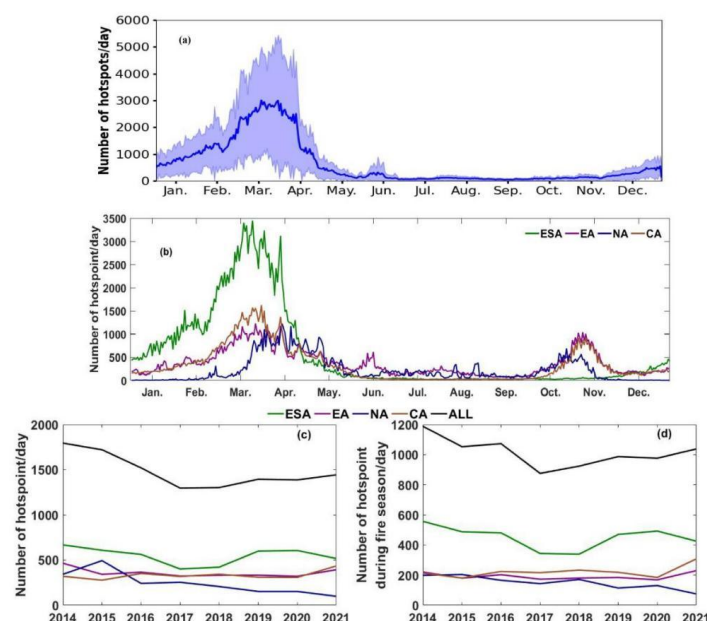 6000
5000
4000
3000
2000
1000
0
Number of hotspots/day
(a)
Jan. Feb. Mar. Apr. May. Jun. Jul. Aug. Sep. Oct. Nov. Dec.
3500
3000
2500
2000
1500
1000
500
0
Number of hotspoint/day
(b)
ESA EA NA CA
Jan. Feb. Mar. Apr. May. Jun. Jul. Aug. Sep. Oct. Nov. Dec.
ESA EA NA CA ALL
2000
1500
1000
500
0
Number of hotspoint/day
(c)
2014 2015 2016 2017 2018 2019 2020 2021
1200
1000
800
600
400
200
0
Number of hotspoint
during fire season/day
(d)
2014 2015 2016 2017 2018 2019 2020 2021